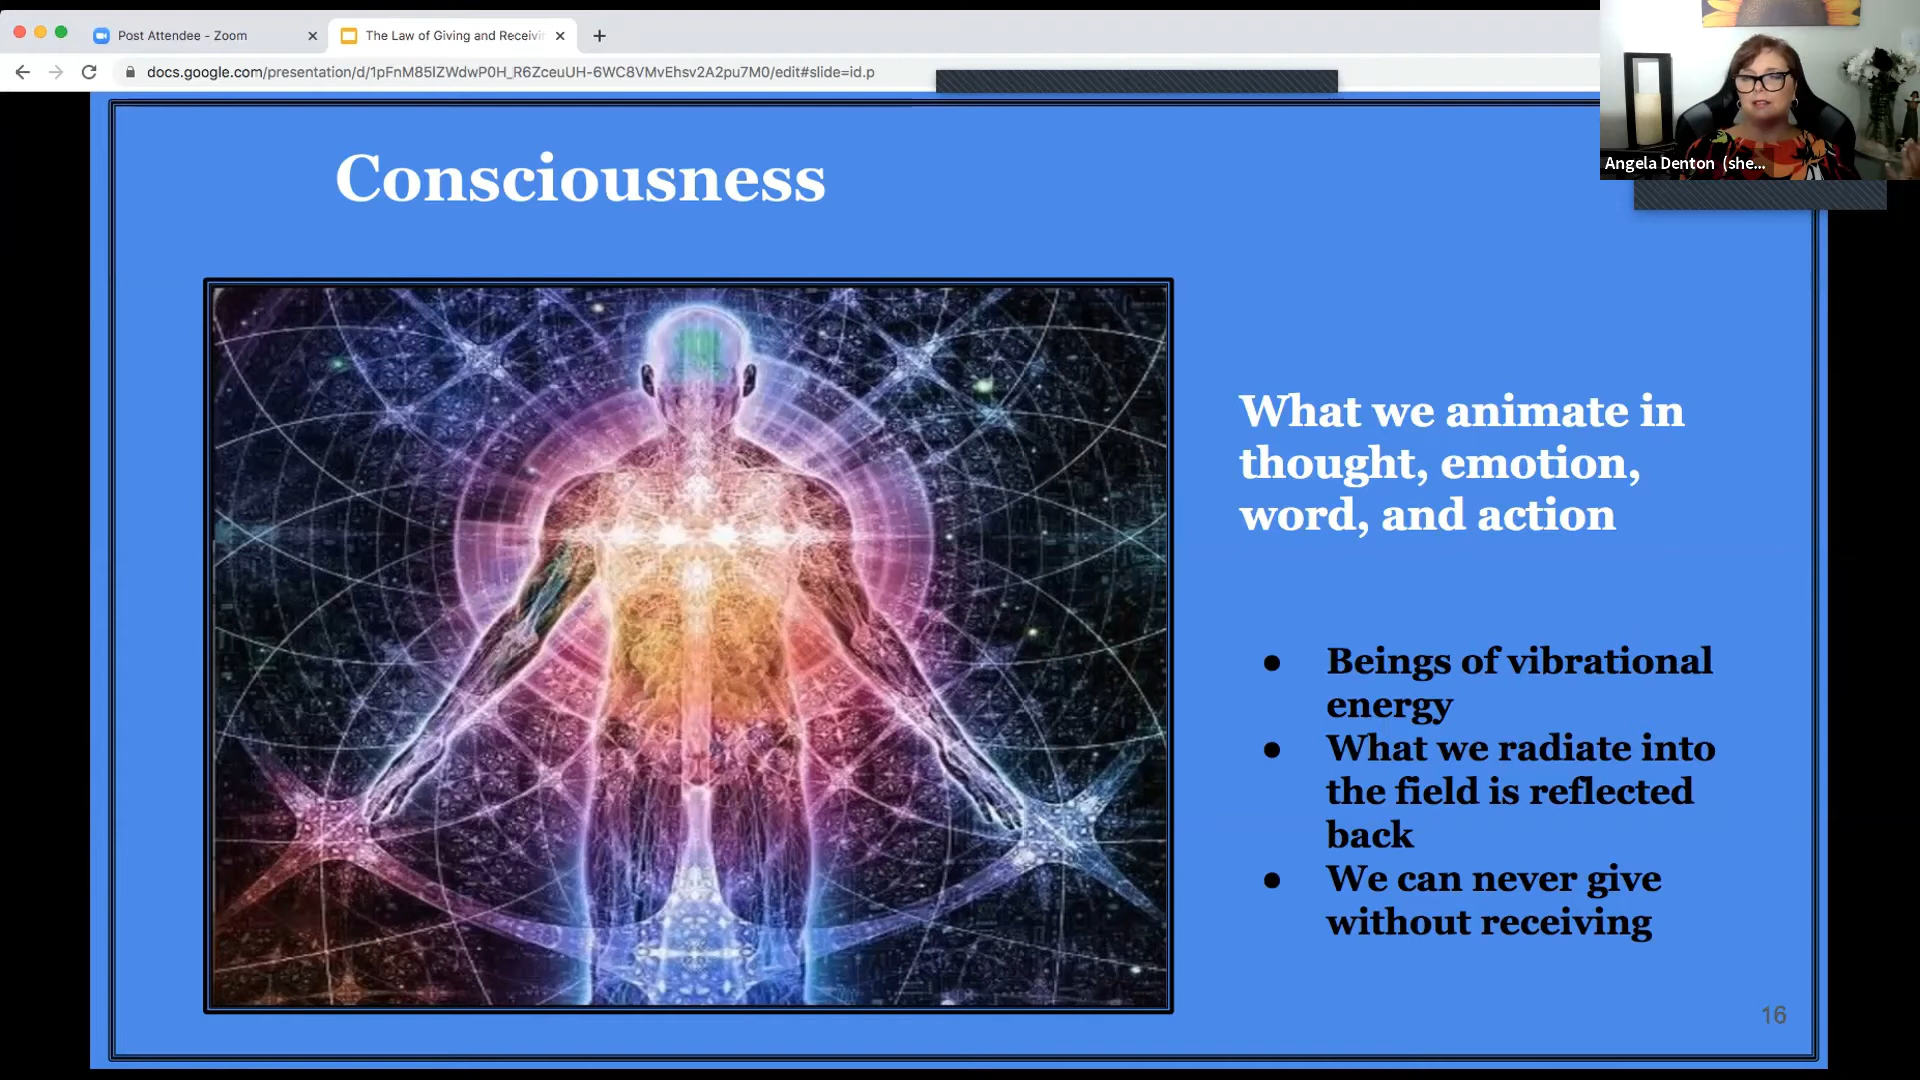 Post Attendee - Zoom
The Law of Giving and Receivin
docs.google.com/presentation/d/1pFnM85lZWdwP0H_R6ZceuUH-6WC8VMvEhsv2A2pu7M0/edit#slide=id.p
Angela Denton (she...
Consciousness
What we animate in
thought, emotion,
word, and action
● Beings of vibrational
energy
● What we radiate into
the field is reflected
back
● We can never give
without receiving
16